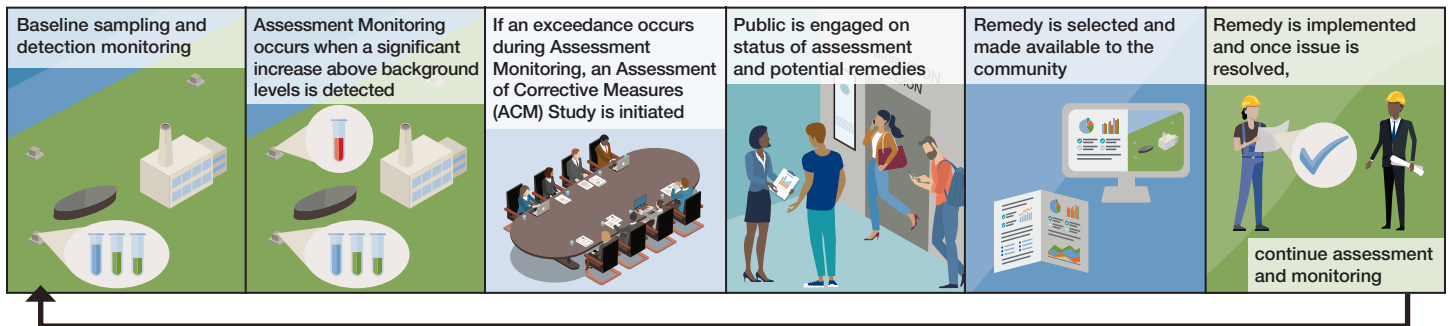 Baseline sampling and
detection monitoring
Assessment Monitoring
occurs when a significant
increase above background
levels is detected
If an exceedance occurs
during Assessment
Monitoring, an Assessment
of Corrective Measures
(ACM) Study is initiated
Public is engaged on
status of assessment
and potential remedies
Remedy is selected and
made available to the
community
Remedy is implemented
and once issue is
resolved,
continue assessment
and monitoring